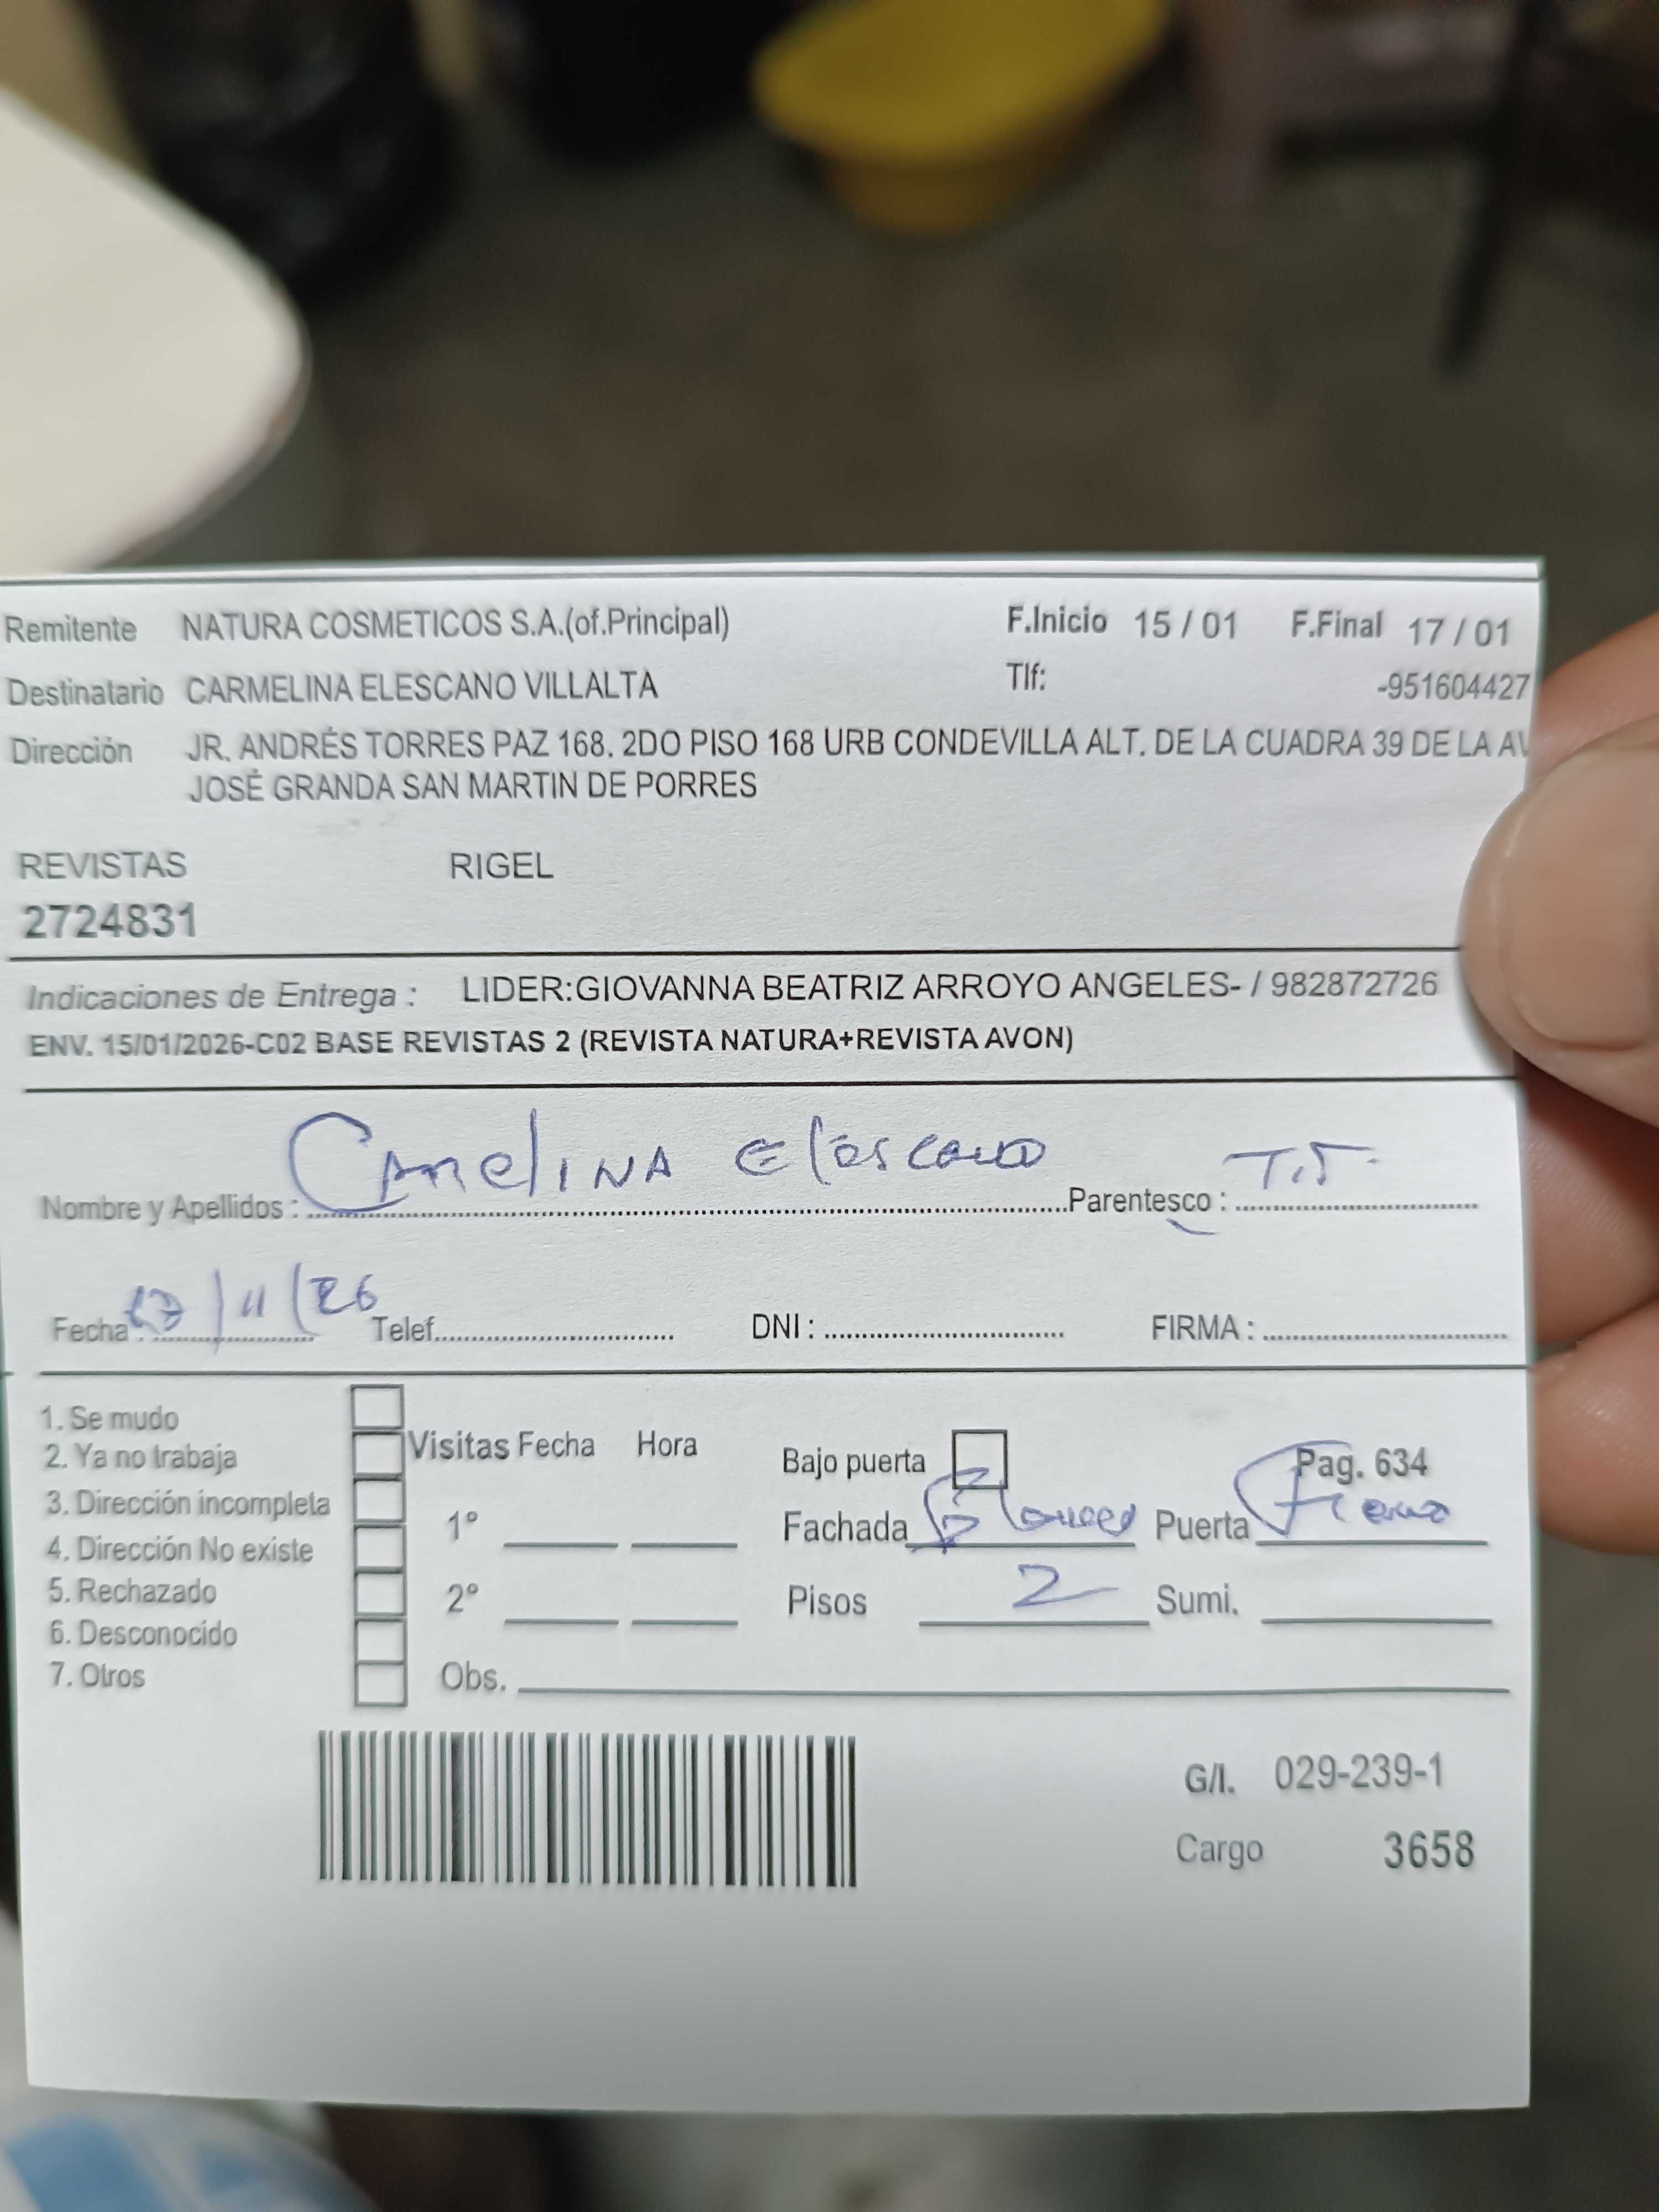 Remitente NATURA COSMETICOS S.A.(of.Principal) F.Inicio 15 / 01 F.Final 17 / 01
Destinatario CARMELINA ELESCANO VILLALTA Tlf: -951604427
Dirección JR. ANDRÉS TORRES PAZ 168. 2DO PISO 168 URB CONDEVILLA ALT. DE LA CUADRA 39 DE LA AV
JOSÉ GRANDA SAN MARTIN DE PORRES
REVISTAS RIGEL
2724831
Indicaciones de Entrega : LIDER:GIOVANNA BEATRIZ ARROYO ANGELES- / 982872726
ENV. 15/01/2026-C02 BASE REVISTAS 2 (REVISTA NATURA+REVISTA AVON)
Nombre y Apellidos : Camelina Elescano Parentesco : T.T.
Fecha : Telef. DNI : FIRMA :
1. Se mudo
2. Ya no trabaja Visitas Fecha Hora Bajo puerta Pag. 634
3. Dirección incompleta 1° Fachada Puerta Fierro
4. Dirección No existe
5. Rechazado 2° Pisos 2 Sumi.
6. Desconocido
7. Otros Obs.
G/I. 029-239-1
Cargo 3658